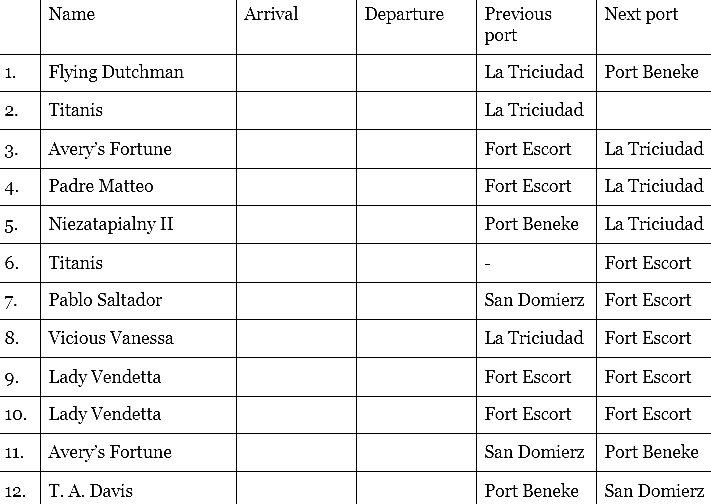 Name Arrival Departure Previous port Next port
1. Flying Dutchman La Triciudad Port Beneke
2. Titanis La Triciudad
3. Avery’s Fortune Fort Escort La Triciudad
4. Padre Matteo Fort Escort La Triciudad
5. Niezatapialny II Port Beneke La Triciudad
6. Titanis - Fort Escort
7. Pablo Saltador San Domierz Fort Escort
8. Vicious Vanessa La Triciudad Fort Escort
9. Lady Vendetta Fort Escort Fort Escort
10. Lady Vendetta Fort Escort Fort Escort
11. Avery’s Fortune San Domierz Port Beneke
12. T. A. Davis Port Beneke San Domierz